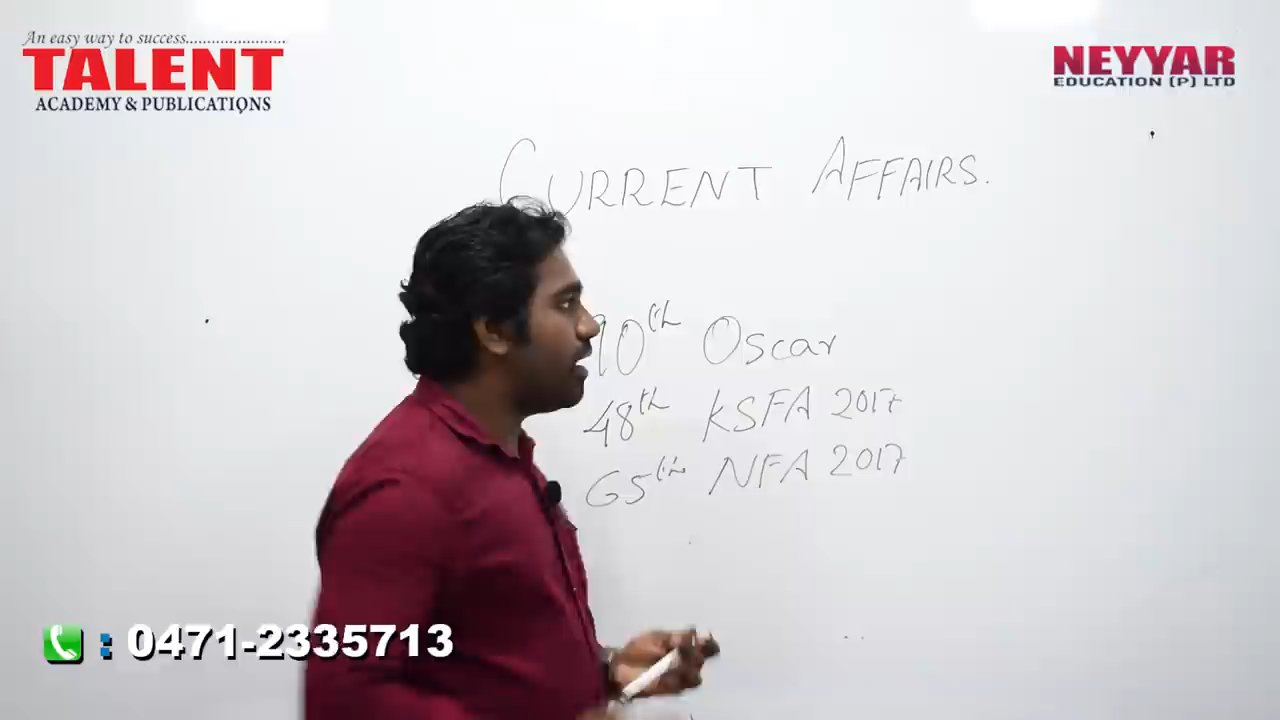 An easy way to success.......................
TALENT
ACADEMY & PUBLICATIONS
NEYYAR
EDUCATION (P) LTD
CURRENT AFFAIRS.
90th Oscar
48th KSFA 2017
65th NFA 2017
: 0471-2335713